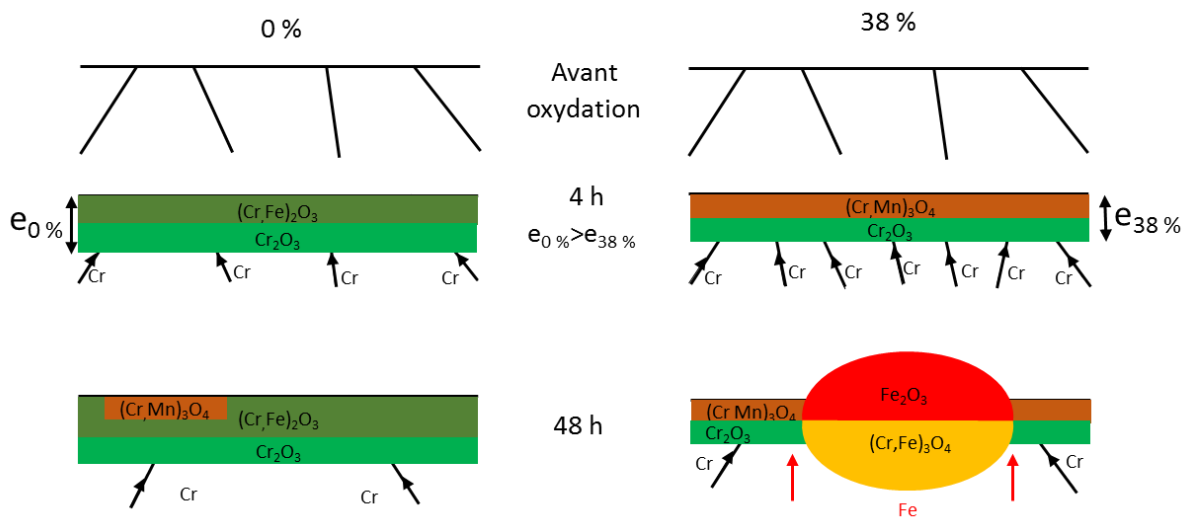 0 %
38 %
Avant
oxydation
e0 %
(Cr,Fe)2O3
Cr2O3
Cr
Cr
Cr
Cr
4 h
e0 %>e38 %
(Cr,Mn)3O4
Cr2O3
e38 %
Cr
Cr
Cr
Cr
Cr
Cr
Cr
(Cr,Mn)3O4
(Cr,Fe)2O3
Cr2O3
Cr
Cr
48 h
Fe2O3
(Cr Mn)3O4
Cr2O3
(Cr,Fe)3O4
Cr
Cr
Fe